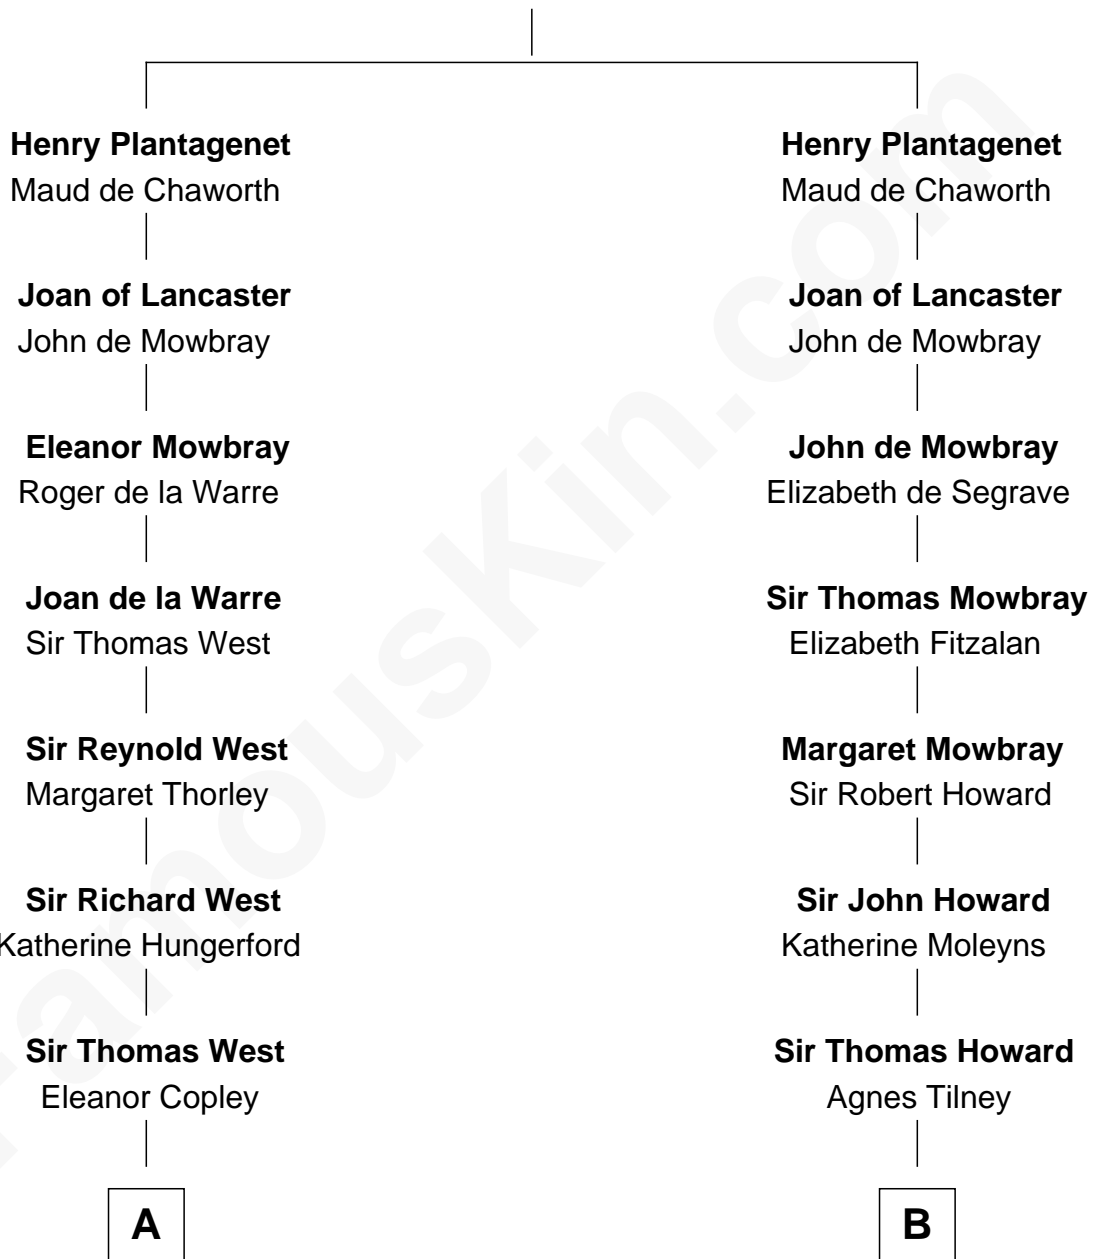 Henry Plantagenet
Maud de Chaworth
Joan of Lancaster
John de Mowbray
Eleanor Mowbray
Roger de la Warre
Joan de la Warre
Sir Thomas West
Sir Reynold West
Margaret Thorley
Sir Richard West
Katherine Hungerford
Sir Thomas West
Eleanor Copley
A
Henry Plantagenet
Maud de Chaworth
Joan of Lancaster
John de Mowbray
John de Mowbray
Elizabeth de Segrave
Sir Thomas Mowbray
Elizabeth Fitzalan
Margaret Mowbray
Sir Robert Howard
Sir John Howard
Katherine Moleyns
Sir Thomas Howard
Agnes Tilney
B
FamousKin.com